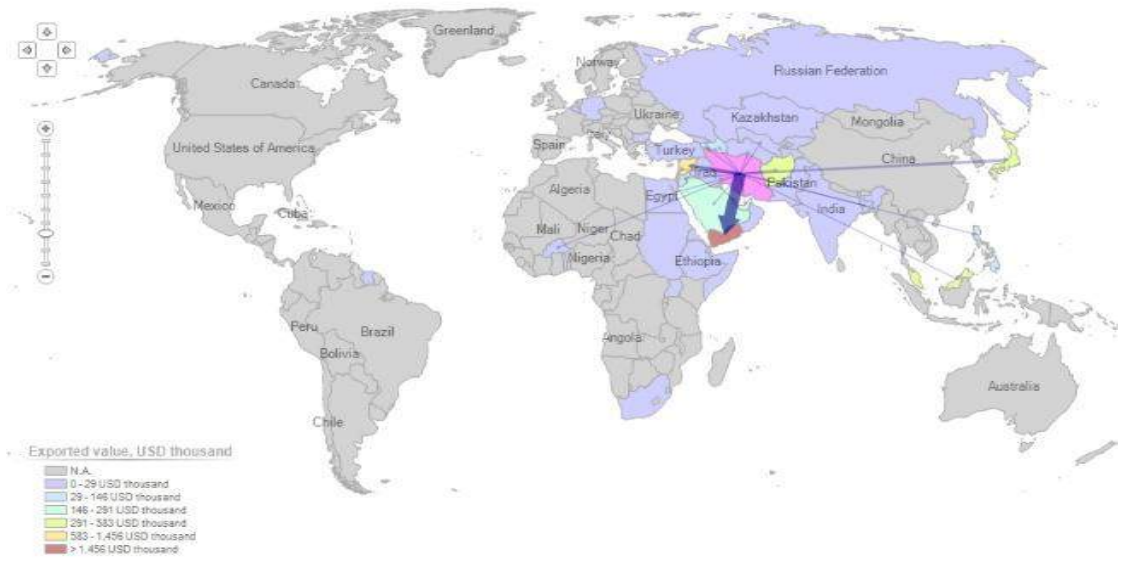 Greenland
Norway
Russian Federation
Canada
Ukraine
Kazakhstan
Mongolia
Italy
Spain
Turkey
United States of America
China
Iraq
Pakistan
Algeria
Egypt
Mexico
India
Cuba
Mali
Niger
Chad
Nigeria
Ethiopia
Peru
Brazil
Angola
Bolivia
Australia
Chile
Exported value, USD thousand
N.A.
0 - 29 USD thousand
29 - 146 USD thousand
146 - 291 USD thousand
291 - 583 USD thousand
583 - 1,456 USD thousand
> 1,456 USD thousand